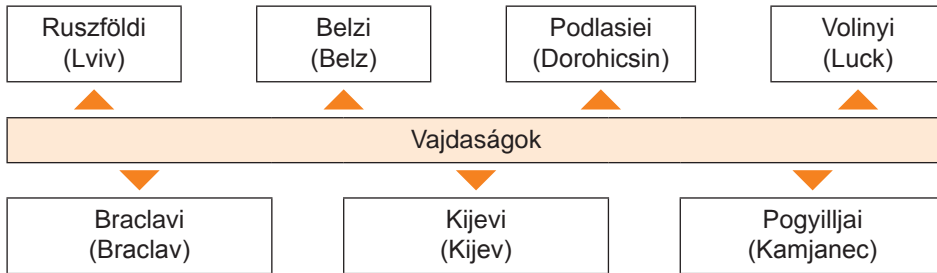 Ruszföldi
(Lviv)
Belzi
(Belz)
Podlasiei
(Dorohicsin)
Volinyi
(Luck)
Vajdaságok
Braclavi
(Braclav)
Kijevi
(Kijev)
Pogyilljai
(Kamjanec)